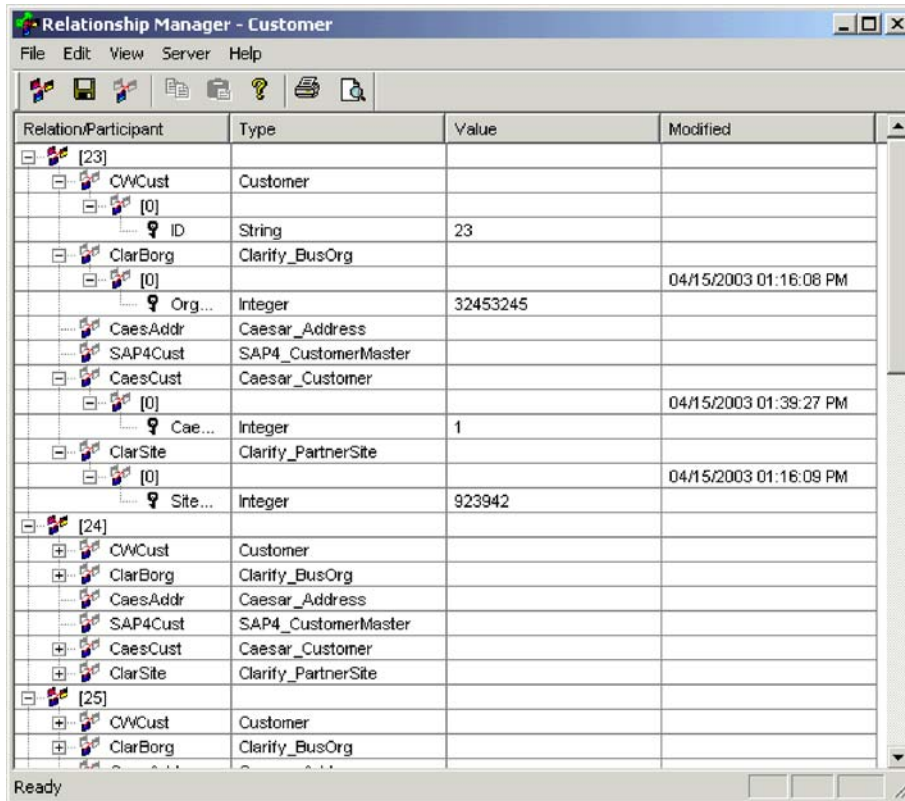 Relationship Manager - Customer
File Edit View Server Help
Relation/Participant Type Value Modified
[23]
CWCust Customer
[0]
ID String 23
ClarBorg Clarify_BusOrg
[0] 04/15/2003 01:16:08 PM
Org... Integer 32453245
CaesAddr Caesar_Address
SAP4Cust SAP4_CustomerMaster
CaesCust Caesar_Customer
[0] 04/15/2003 01:39:27 PM
Cae... Integer 1
ClarSite Clarify_PartnerSite
[0] 04/15/2003 01:16:09 PM
Site... Integer 923942
[24]
CWCust Customer
ClarBorg Clarify_BusOrg
CaesAddr Caesar_Address
SAP4Cust SAP4_CustomerMaster
CaesCust Caesar_Customer
ClarSite Clarify_PartnerSite
[25]
CWCust Customer
ClarBorg Clarify_BusOrg
Ready